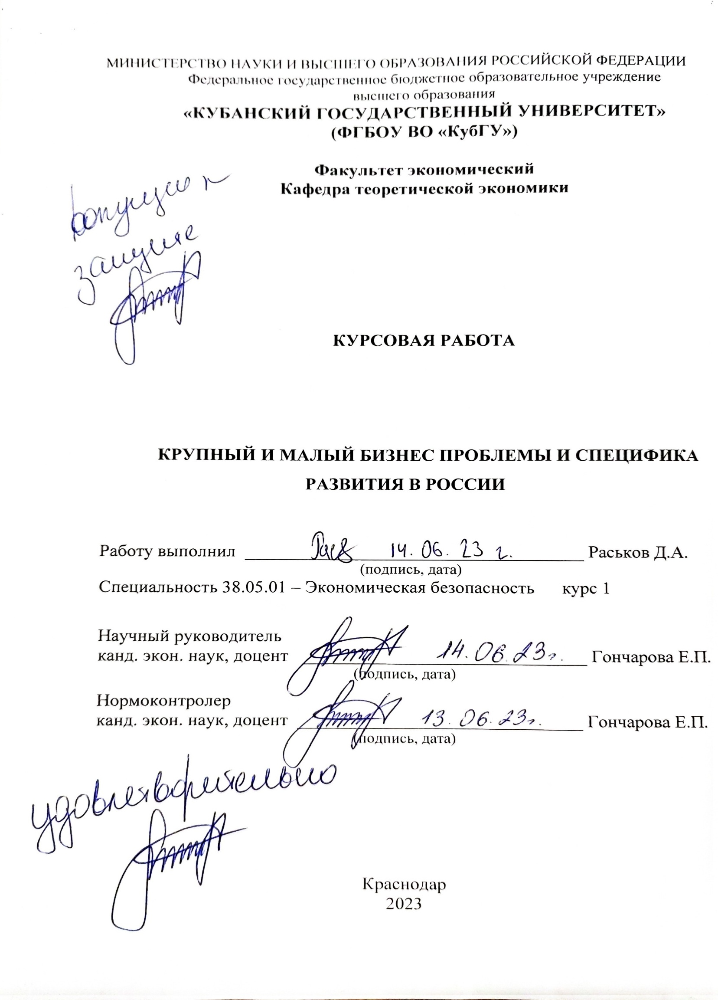 МИНИСТЕРСТВО НАУКИ И ВЫСШЕГО ОБРАЗОВАНИЯ РОССИЙСКОЙ ФЕДЕРАЦИИ
Федеральное государственное бюджетное образовательное учреждение
высшего образования
«КУБАНСКИЙ ГОСУДАРСТВЕННЫЙ УНИВЕРСИТЕТ»
(ФГБОУ ВО «КубГУ»)
Факультет экономический
Кафедра теоретической экономики
допущено к
защите
КУРСОВАЯ РАБОТА
КРУПНЫЙ И МАЛЫЙ БИЗНЕС ПРОБЛЕМЫ И СПЕЦИФИКА
РАЗВИТИЯ В РОССИИ
Работу выполнил 14.06.23 г. Раськов Д.А.
(подпись, дата)
Специальность 38.05.01 – Экономическая безопасность курс 1
Научный руководитель
канд. экон. наук, доцент 14.06.23г. Гончарова Е.П.
(подпись, дата)
Нормоконтролер
канд. экон. наук, доцент 13.06.23г. Гончарова Е.П.
(подпись, дата)
удовлетворительно
Краснодар
2023